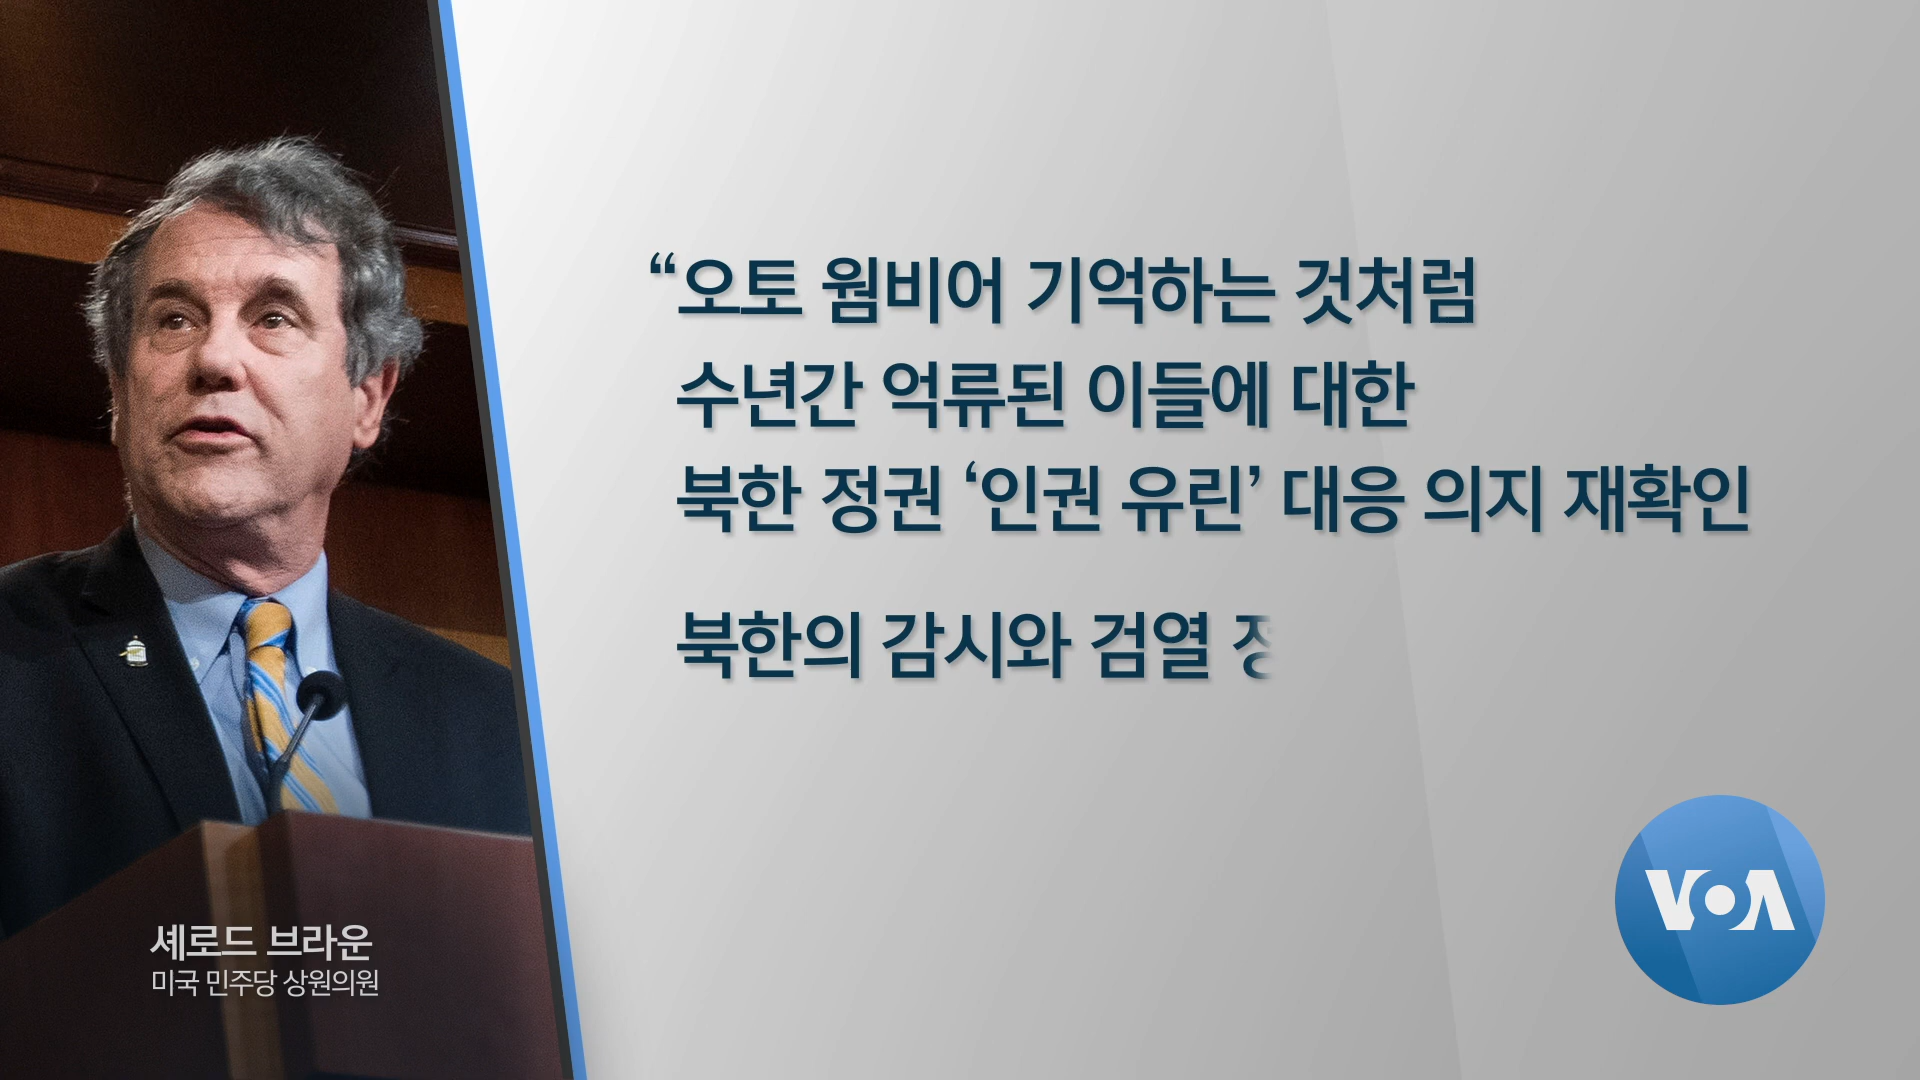 “오토 웜비어 기억하는 것처럼
수년간 억류된 이들에 대한
북한 정권 ‘인권 유린’ 대응 의지 재확인
북한의 감시와 검열
셰로드 브라운
미국 민주당 상원의원
VOA